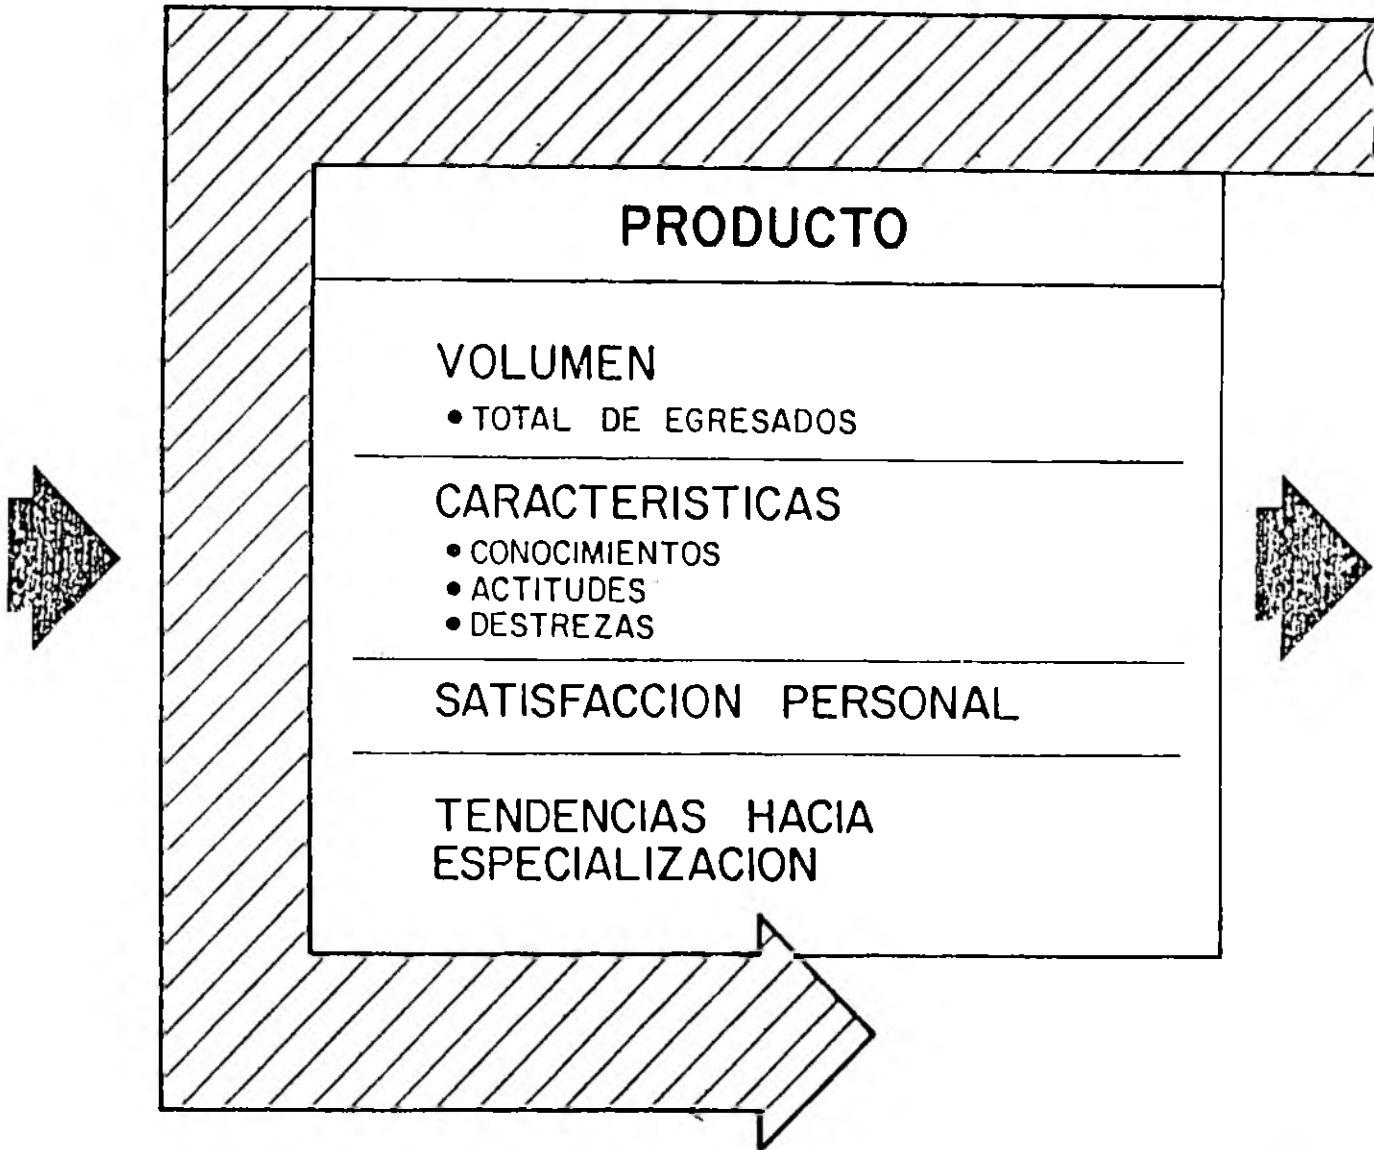 PRODUCTO
VOLUMEN
• TOTAL DE EGRESADOS
CARACTERISTICAS
• CONOCIMIENTOS
• ACTITUDES
• DESTREZAS
SATISFACCION PERSONAL
TENDENCIAS HACIA
ESPECIALIZACION